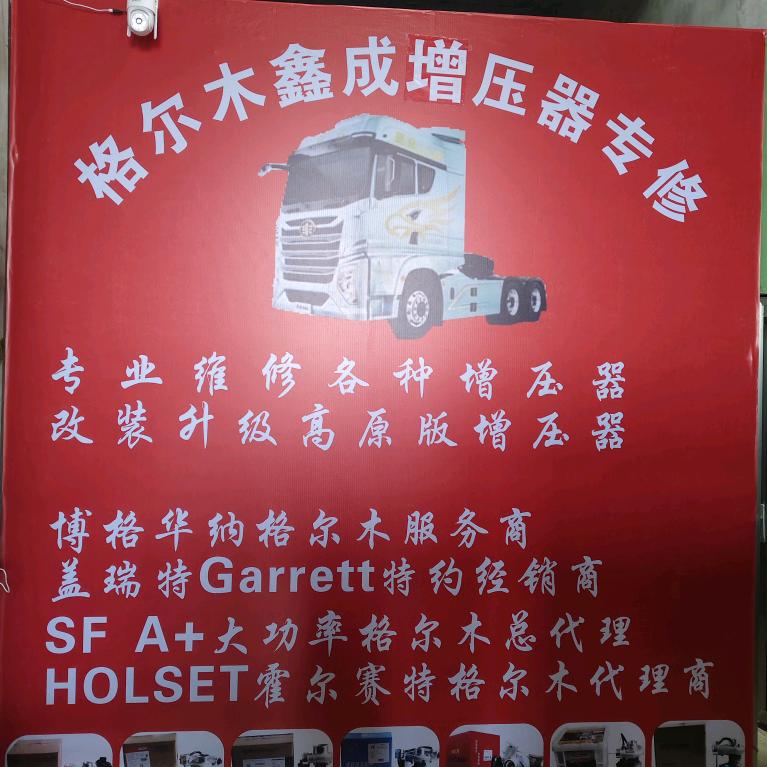 格尔木鑫成增压器专修
专业维修各种增压器
改装升级高原版增压器
博格华纳格尔木服务商
盖瑞特Garrett特约经销商
SF A+大功率格尔木总代理
HOLSET霍尔赛特格尔木代理商